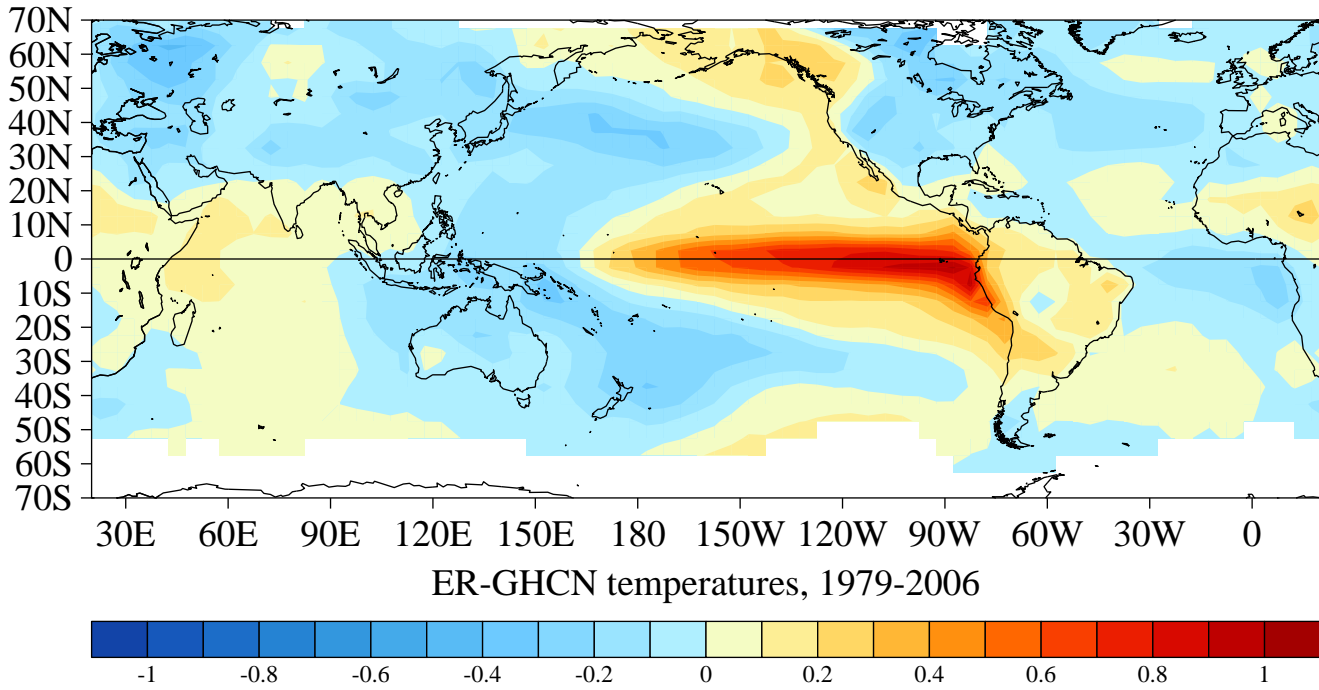 70N
60N
50N
40N
30N
20N
10N
0
10S
20S
30S
40S
50S
60S
70S
30E 60E 90E 120E 150E 180 150W 120W 90W 60W 30W 0
ER-GHCN temperatures, 1979-2006
-1 -0.8 -0.6 -0.4 -0.2 0 0.2 0.4 0.6 0.8 1